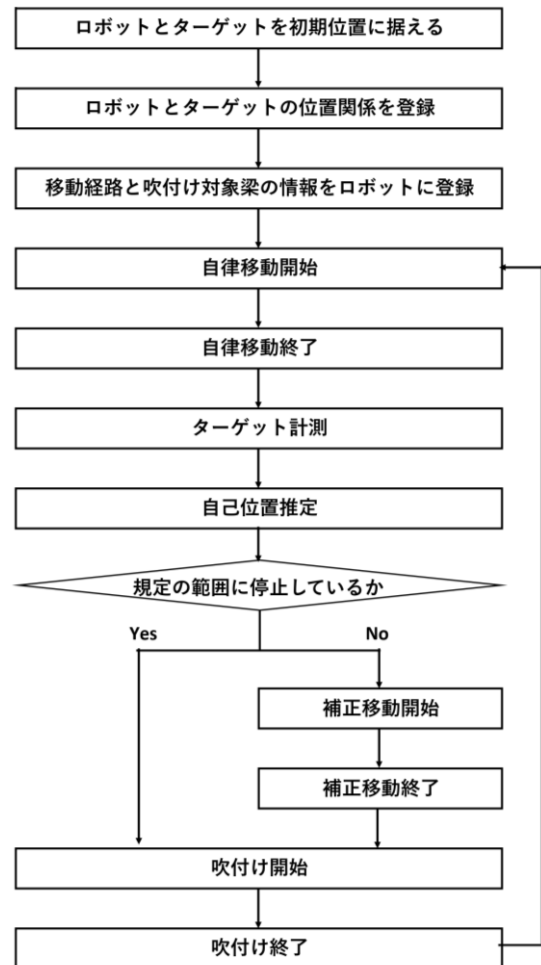 ロボットとターゲットを初期位置に据える
ロボットとターゲットの位置関係を登録
移動経路と吹付け対象梁の情報をロボットに登録
自律移動開始
自律移動終了
ターゲット計測
自己位置推定
規定の範囲に停止しているか
Yes
No
補正移動開始
補正移動終了
吹付け開始
吹付け終了